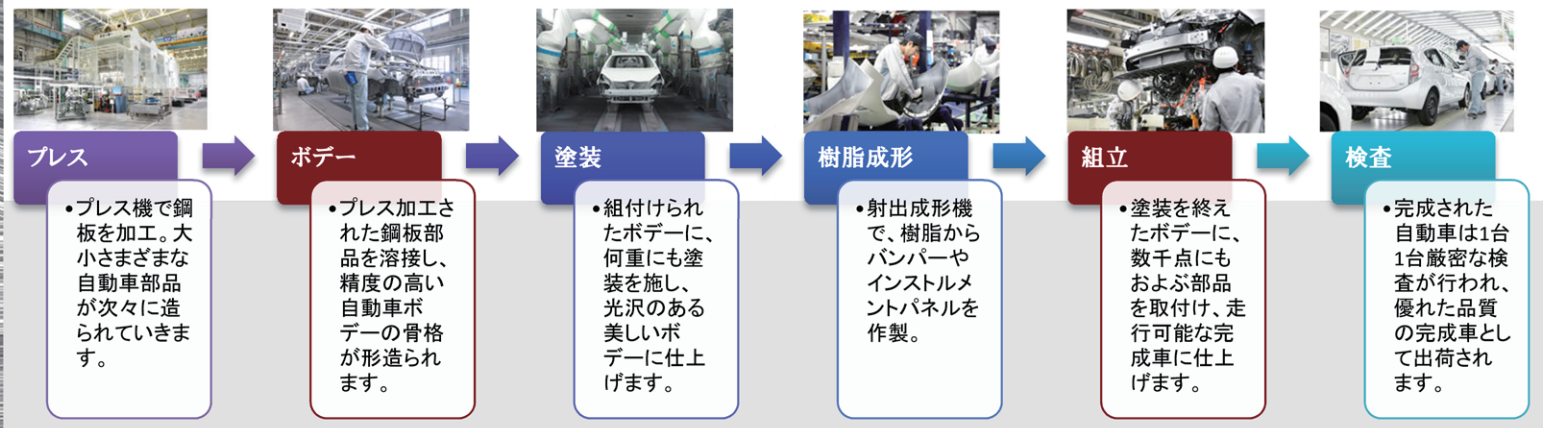 プレス
•プレス機で鋼
板を加工。大
小さまざまな
自動車部品
が次々に造
られていきま
す。
ボデー
•プレス加工さ
れた鋼板部
品を溶接し、
精度の高い
自動車ボ
デーの骨格
が形造られ
ます。
塗装
•組付けられ
たボデーに、
何重にも塗
装を施し、
光沢のある
美しいボ
デーに仕上
げます。
樹脂成形
•射出成形機
で、樹脂から
バンパーや
インストルメ
ントパネルを
作製。
組立
•塗装を終え
たボデーに、
数千点にも
およぶ部品
を取付け、走
行可能な完
成車に仕上
げます。
検査
•完成された
自動車は1台
1台厳密な検
査が行われ、
優れた品質
の完成車とし
て出荷され
ます。